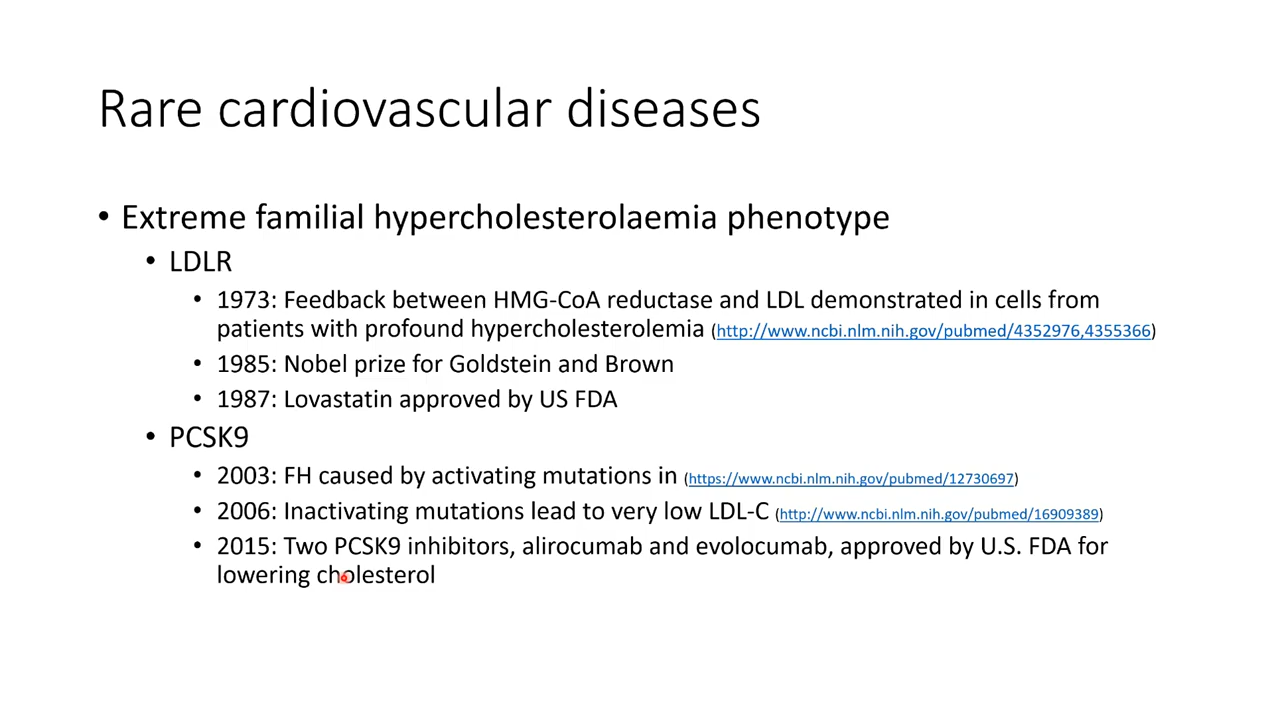 Rare cardiovascular diseases
• Extreme familial hypercholesterolaemia phenotype
• LDLR
• 1973: Feedback between HMG-CoA reductase and LDL demonstrated in cells from
patients with profound hypercholesterolemia (http://www.ncbi.nlm.nih.gov/pubmed/4352976,4355366)
• 1985: Nobel prize for Goldstein and Brown
• 1987: Lovastatin approved by US FDA
• PCSK9
• 2003: FH caused by activating mutations in (https://www.ncbi.nlm.nih.gov/pubmed/12730697)
• 2006: Inactivating mutations lead to very low LDL-C (http://www.ncbi.nlm.nih.gov/pubmed/16909389)
• 2015: Two PCSK9 inhibitors, alirocumab and evolocumab, approved by U.S. FDA for
lowering cholesterol